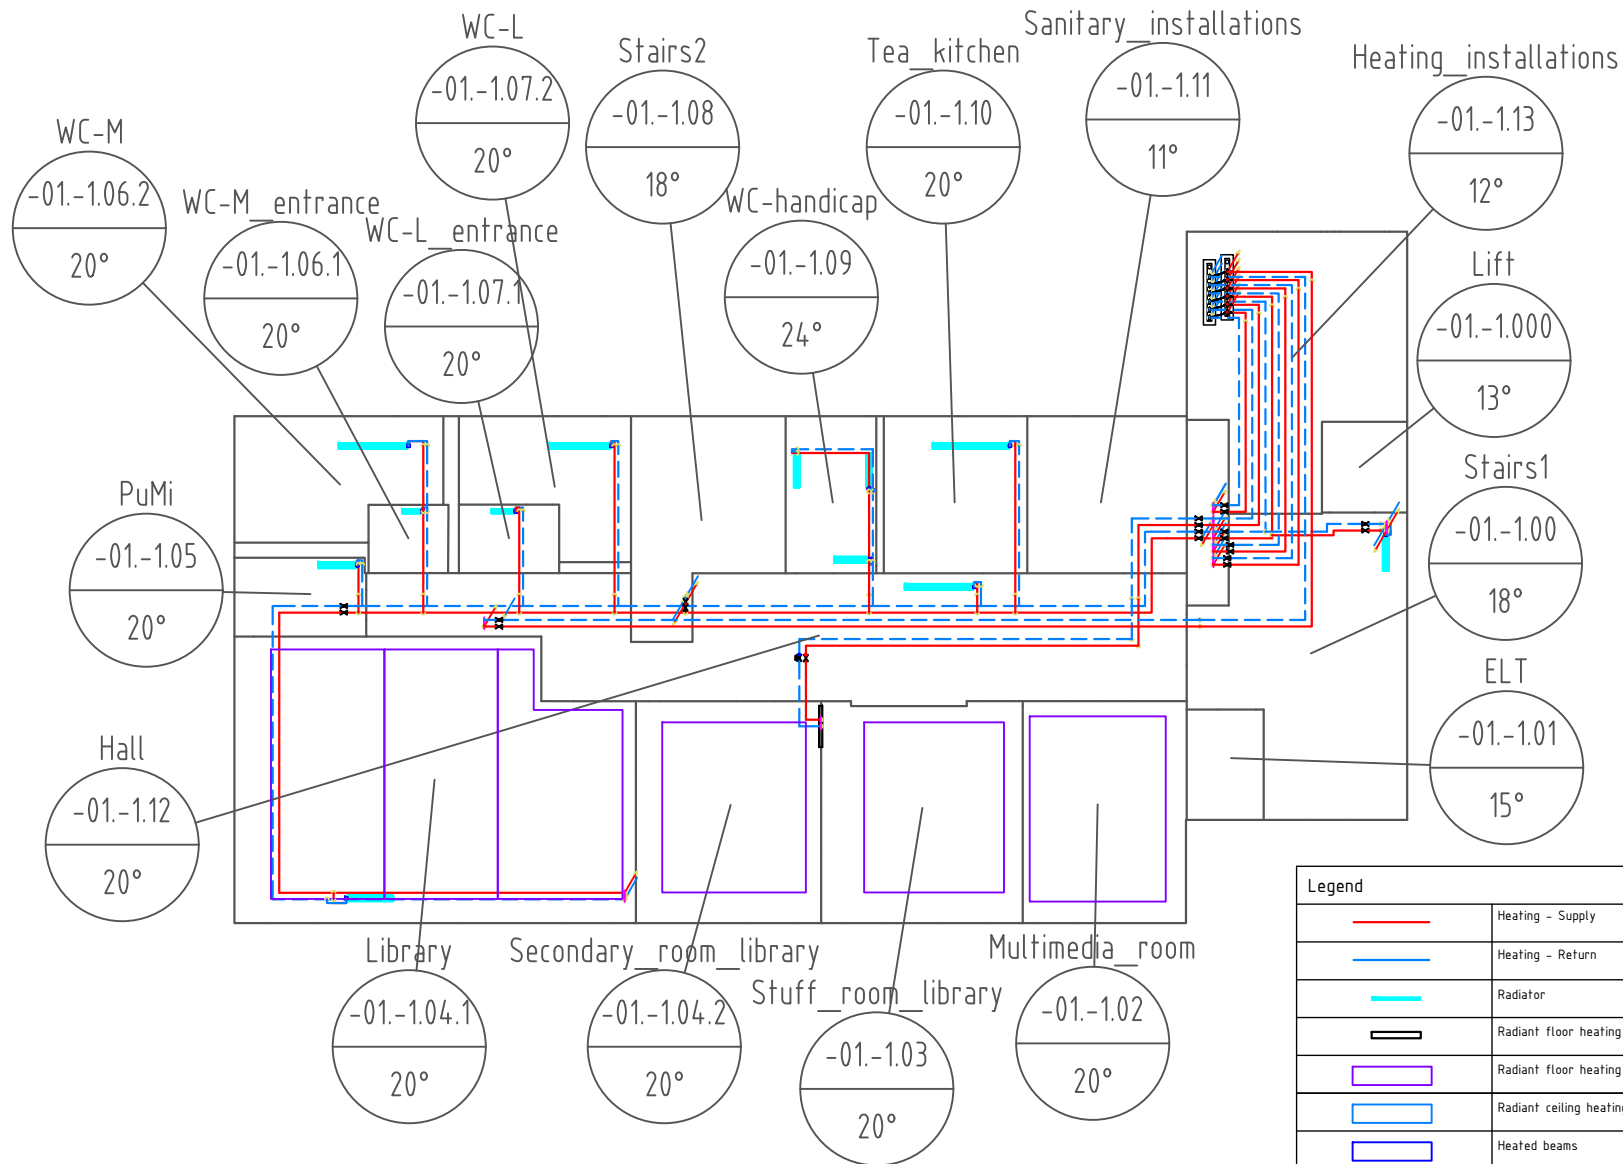 WC-L
-01.-1.07.2
20°
Stairs2
-01.-1.08
18°
Tea_kitchen
-01.-1.10
20°
Sanitary_installations
-01.-1.11
11°
Heating_installations
-01.-1.13
12°
WC-M
-01.-1.06.2
20°
WC-M_entrance
-01.-1.06.1
20°
WC-L_entrance
-01.-1.07.1
20°
WC-handicap
-01.-1.09
24°
Lift
-01.-1.000
13°
PuMi
-01.-1.05
20°
Stairs1
-01.-1.00
18°
ELT
-01.-1.01
15°
Hall
-01.-1.12
20°
Library
-01.-1.04.1
20°
Secondary_room_library
-01.-1.04.2
20°
Stuff_room_library
-01.-1.03
20°
Multimedia_room
-01.-1.02
20°
Legend
Heating - Supply
Heating - Return
Radiator
Radiant floor heating
Radiant floor heating
Radiant ceiling heating
Heated beams